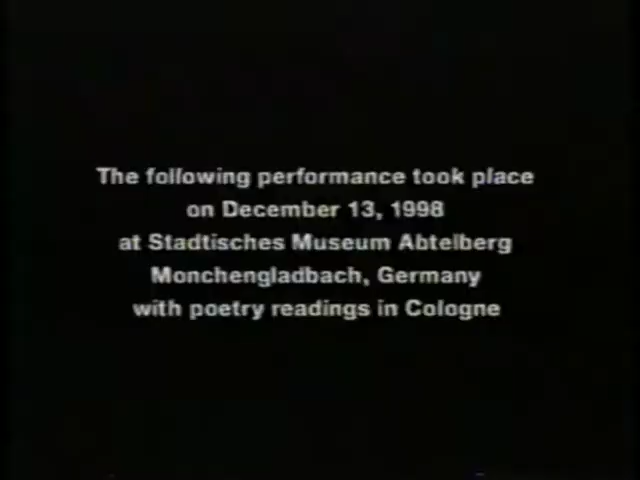 The following performance took place
on December 13, 1998
at Stadtisches Museum Abtelberg
Monchengladbach, Germany
with poetry readings in Cologne